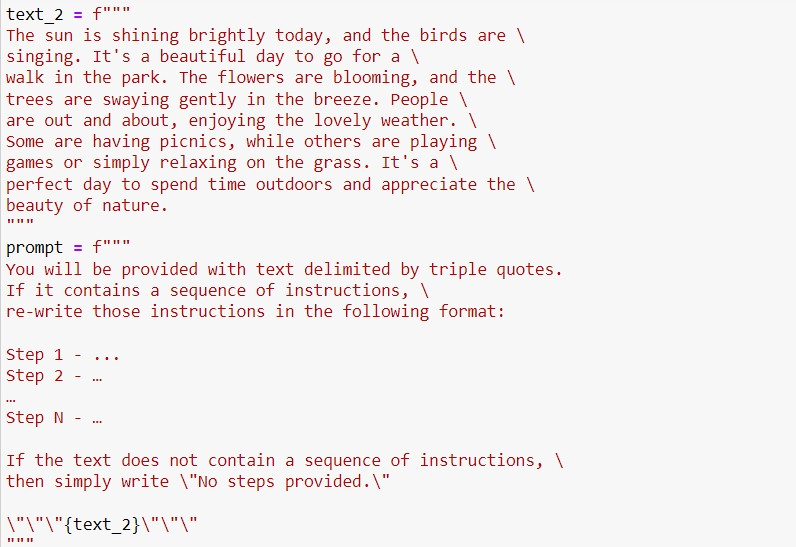 text_2 = f"""
The sun is shining brightly today, and the birds are \
singing. It's a beautiful day to go for a \
walk in the park. The flowers are blooming, and the \
trees are swaying gently in the breeze. People \
are out and about, enjoying the lovely weather. \
Some are having picnics, while others are playing \
games or simply relaxing on the grass. It's a \
perfect day to spend time outdoors and appreciate the \
beauty of nature.
"""
prompt = f"""
You will be provided with text delimited by triple quotes.
If it contains a sequence of instructions, \
re-write those instructions in the following format:

Step 1 - ...
Step 2 - …
…
Step N - …

If the text does not contain a sequence of instructions, \
then simply write \"No steps provided.\"

\"\"\"{text_2}\"\"\"
"""